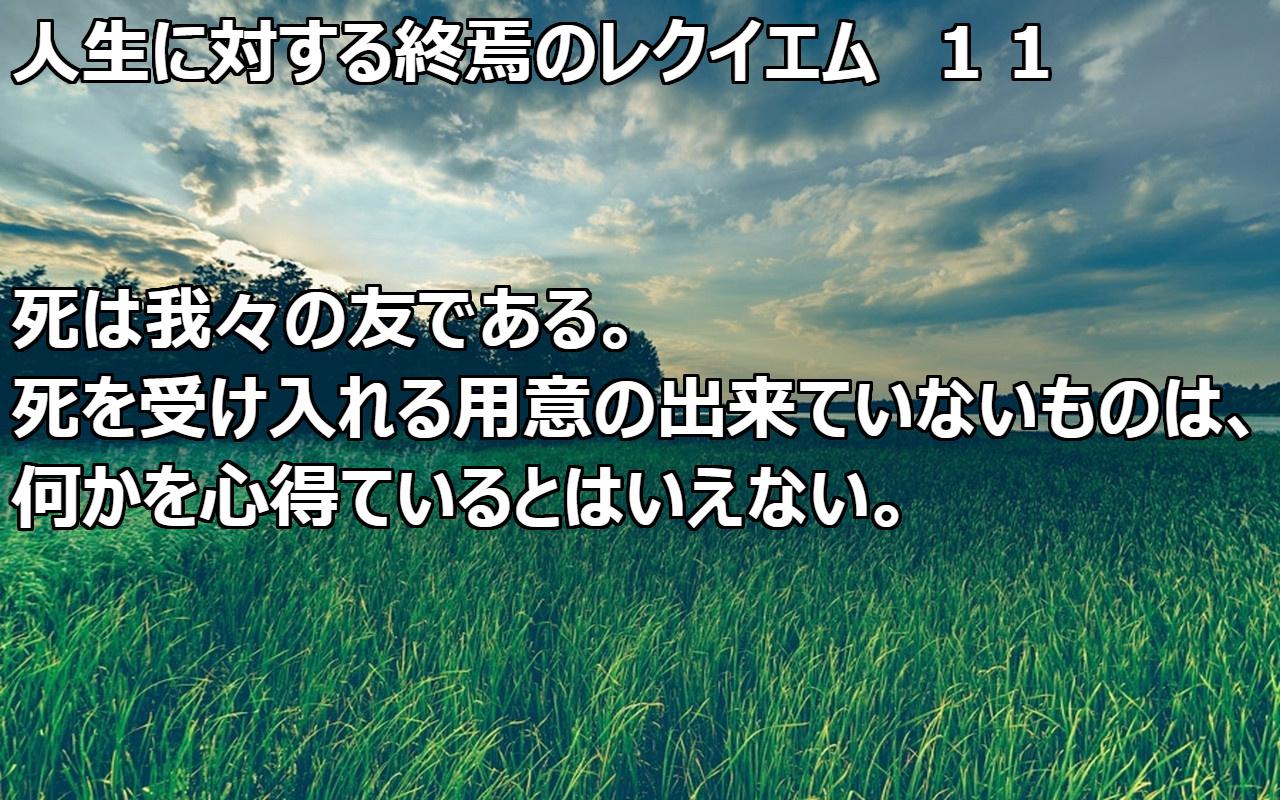 人生に対する終焉のレクイエム　１１
死は我々の友である。
死を受け入れる用意の出来ていないものは、
何かを心得ているとはいえない。